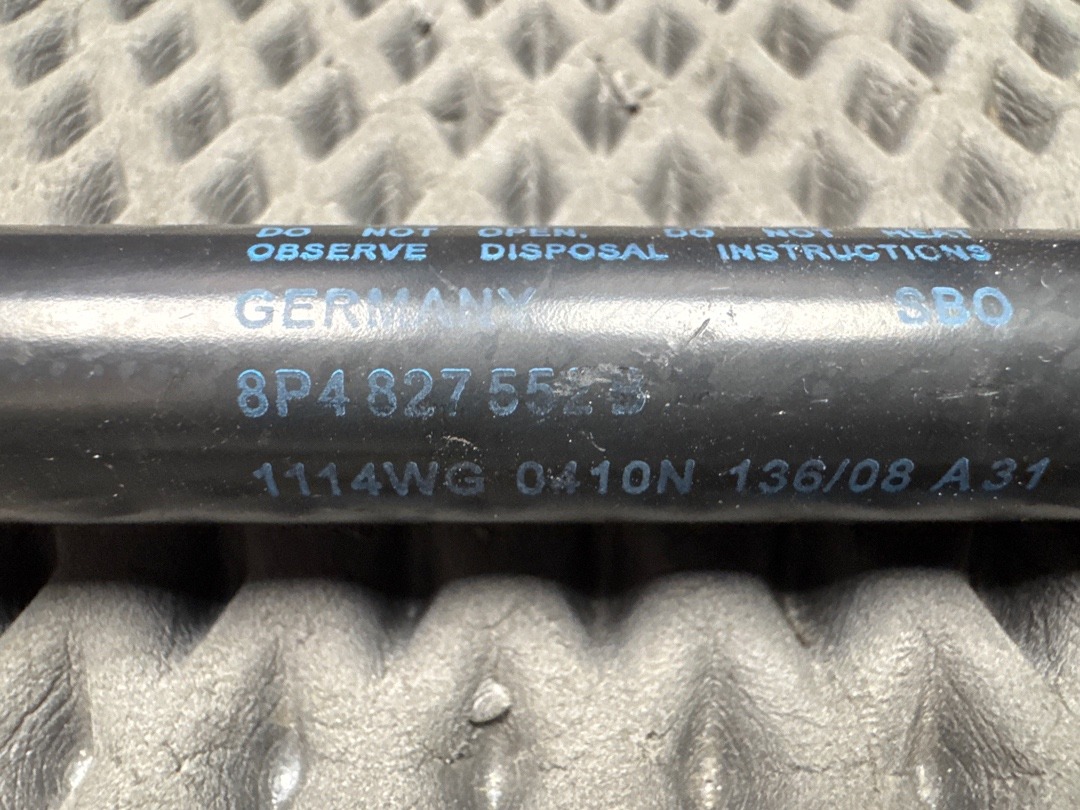 DO NOT OPEN. DO NOT HEAT
OBSERVE DISPOSAL INSTRUCTIONS
GERMANY SBO
8P4 827 552 B
1114WG 0410N 136/08 A31